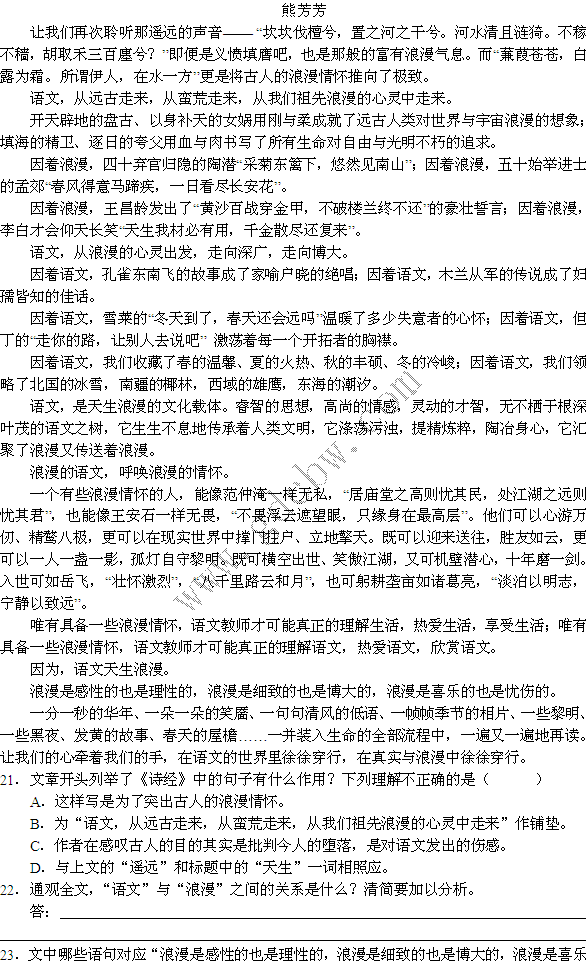 熊芳芳
让我们再次聆听那遥远的声音—— “坎坎伐檀兮，置之河之干兮。河水清且涟猗。不稼
不穑，胡取禾三百廛兮？”即便是义愤填膺吧，也是那般的富有浪漫气息。而“蒹葭苍苍，白
露为霜。所谓伊人，在水一方”更是将古人的浪漫情怀推向了极致。
语文，从远古走来，从蛮荒走来，从我们祖先浪漫的心灵中走来。
开天辟地的盘古、以身补天的女娲用刚与柔成就了远古人类对世界与宇宙浪漫的想象；
填海的精卫、逐日的夸父用血与肉书写了所有生命对自由与光明不朽的追求。
因着浪漫，四十弃官归隐的陶潜“采菊东篱下，悠然见南山”；因着浪漫，五十始举进士
的孟郊“春风得意马蹄疾，一日看尽长安花”。
因着浪漫，王昌龄发出了“黄沙百战穿金甲，不破楼兰终不还”的豪壮誓言；因着浪漫，
李白才会仰天长笑“天生我材必有用，千金散尽还复来”。
语文，从浪漫的心灵出发，走向深广，走向博大。
因着语文，孔雀东南飞的故事成了家喻户晓的绝唱；因着语文，木兰从军的传说成了妇
孺皆知的佳话。
因着语文，雪莱的“冬天到了，春天还会远吗”温暖了多少失意者的心怀；因着语文，但
丁的“走你的路，让别人去说吧” 激荡着每一个开拓者的胸襟。
因着语文，我们收藏了春的温馨、夏的火热、秋的丰硕、冬的冷峻；因着语文，我们领
略了北国的冰雪，南疆的椰林，西域的雄鹰，东海的潮汐。
语文，是天生浪漫的文化载体。睿智的思想，高尚的情感，灵动的才智，无不栖于根深
叶茂的语文之树，它生生不息地传承着人类文明，它涤荡污浊，提精炼粹，陶冶身心，它汇
聚了浪漫又传送着浪漫。
浪漫的语文，呼唤浪漫的情怀。
一个有些浪漫情怀的人，能像范仲淹一样无私，“居庙堂之高则忧其民，处江湖之远则
忧其君”，也能像王安石一样无畏，“不畏浮云遮望眼，只缘身在最高层”。他们可以心游万
仞、精骛八极，更可以在现实世界中撑门拄户、立地擎天。既可以迎来送往，胜友如云，更
可以一人一盏一影，孤灯自守黎明。既可横空出世、笑傲江湖，又可机壁潜心，十年磨一剑。
入世可如岳飞，“壮怀激烈”，“八千里路云和月”，也可躬耕垄亩如诸葛亮，“淡泊以明志，
宁静以致远”。
唯有具备一些浪漫情怀，语文教师才可能真正的理解生活，热爱生活，享受生活；唯有
具备一些浪漫情怀，语文教师才可能真正的理解语文，热爱语文，欣赏语文。
因为，语文天生浪漫。
浪漫是感性的也是理性的，浪漫是细致的也是博大的，浪漫是喜乐的也是忧伤的。
一分一秒的华年、一朵一朵的笑靥、一句句清风的低语、一帧帧季节的相片、一些黎明、
一些黑夜、发黄的故事、春天的屋檐……一并装入生命的全部流程中，一遍又一遍地再读。
让我们的心牵着我们的手，在语文的世界里徐徐穿行，在真实与浪漫中徐徐穿行。
21．文章开头列举了《诗经》中的句子有什么作用？下列理解不正确的是（ ）
A．这样写是为了突出古人的浪漫情怀。
B．为“语文，从远古走来，从蛮荒走来，从我们祖先浪漫的心灵中走来”作铺垫。
C．作者在感叹古人的目的其实是批判今人的堕落，是对语文发出的伤感。
D．与上文的“遥远”和标题中的“天生”一词相照应。
22．通观全文，“语文”与“浪漫”之间的关系是什么？清简要加以分析。
答：
23．文中哪些语句对应“浪漫是感性的也是理性的，浪漫是细致的也是博大的，浪漫是喜乐